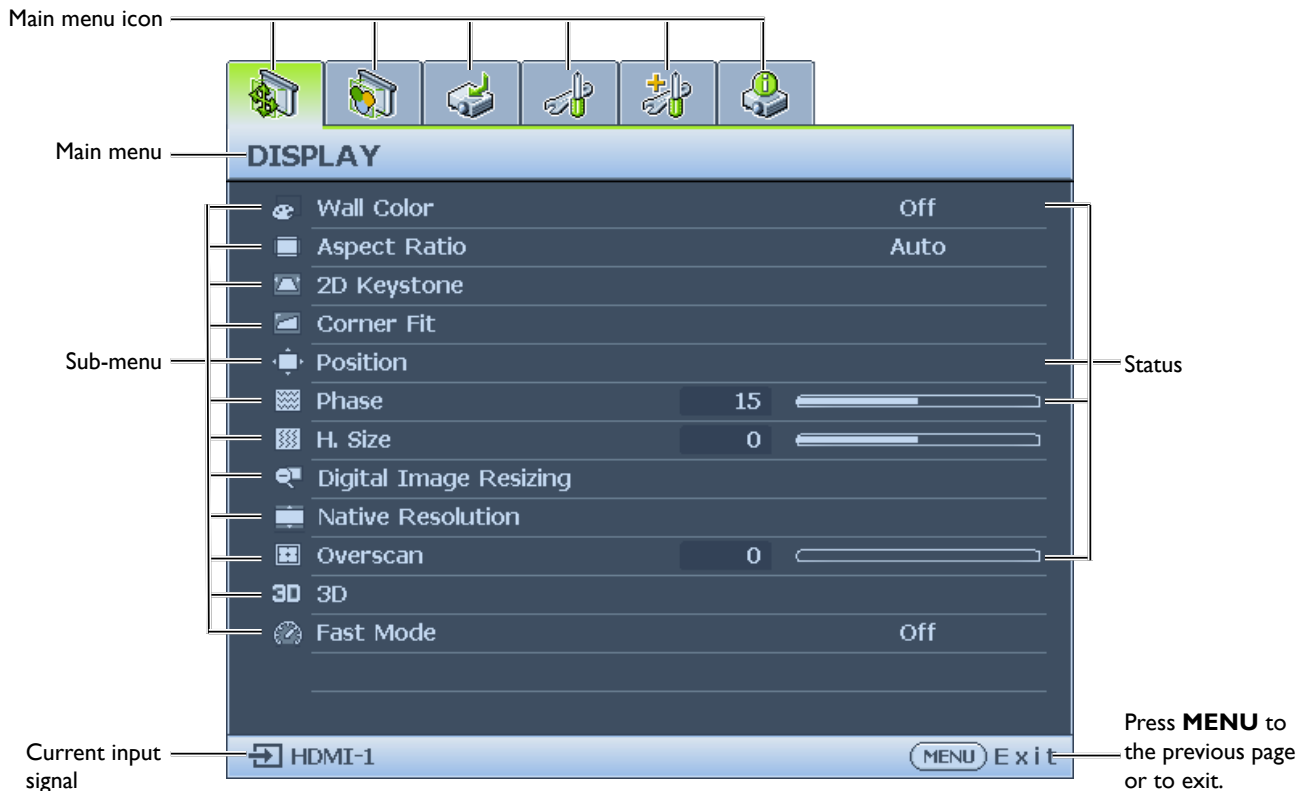 Main menu icon
Main menu
DISPLAY
Wall Color Off
Aspect Ratio Auto
2D Keystone
Corner Fit
Sub-menu
Position
Status
Phase 15
H. Size 0
Digital Image Resizing
Native Resolution
Overscan 0
3D 3D
Fast Mode Off
Current input
signal
HDMI-1
MENU Exit
Press MENU to
the previous page
or to exit.